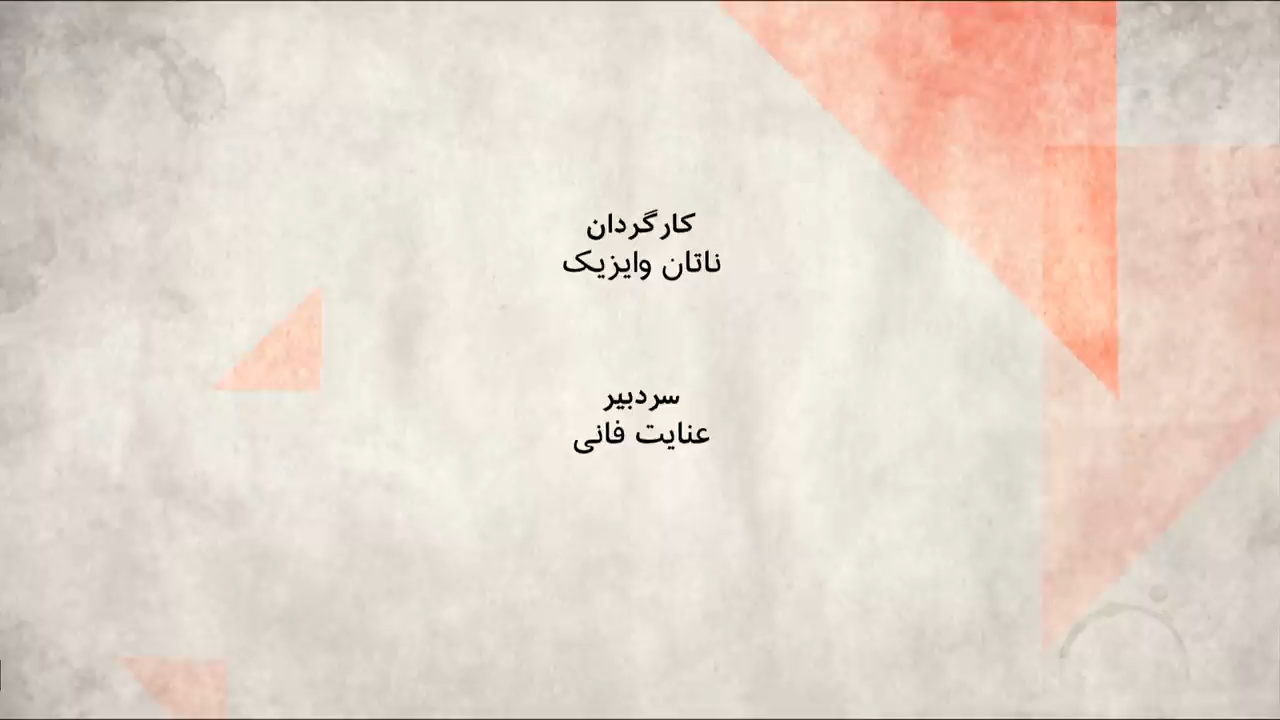 کارگردان
ناتان وایزیک
سردبیر
عنایت فانی